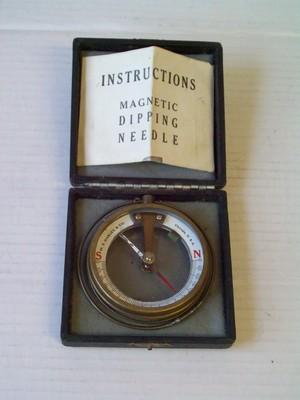 INSTRUCTIONS
MAGNETIC
DIPPING
NEEDLE
S
N